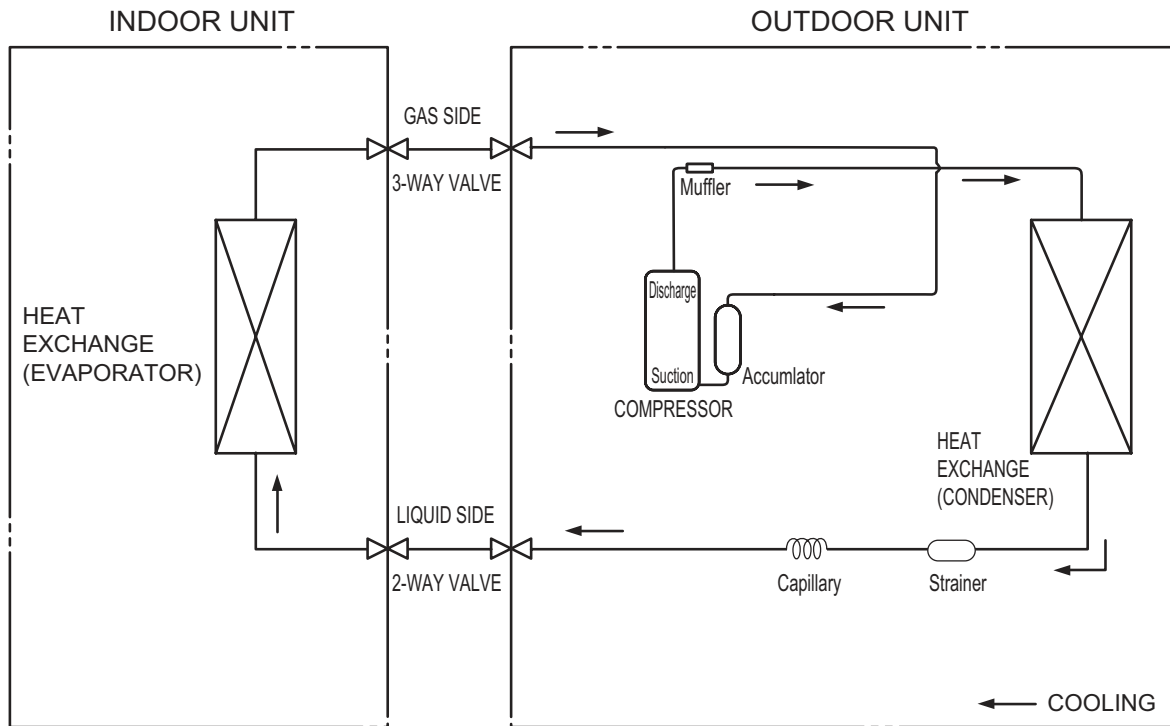 INDOOR UNIT
OUTDOOR UNIT
GAS SIDE
3-WAY VALVE
Muffler
HEAT
EXCHANGE
(EVAPORATOR)
Discharge
Suction
Accumlator
COMPRESSOR
HEAT
EXCHANGE
(CONDENSER)
LIQUID SIDE
2-WAY VALVE
Capillary
Strainer
COOLING